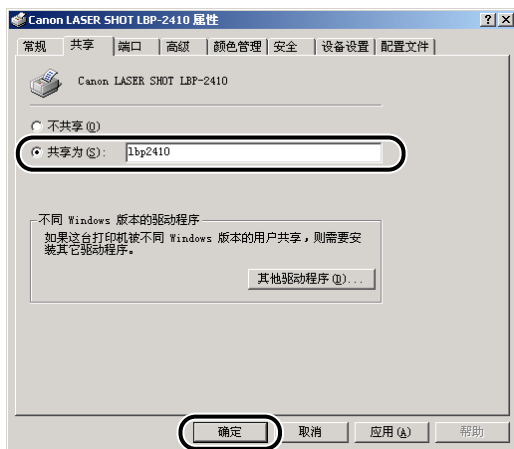 Canon LASER SHOT LBP-2410 属性
常规 共享 端口 高级 颜色管理 安全 设备设置 配置文件
Canon LASER SHOT LBP-2410
不共享(O)
共享为(S): lbp2410
不同 Windows 版本的驱动程序
如果这台打印机被不同 Windows 版本的用户共享，则需要安
装其它驱动程序。
其他驱动程序(D)...
确定 取消 应用(A) 帮助